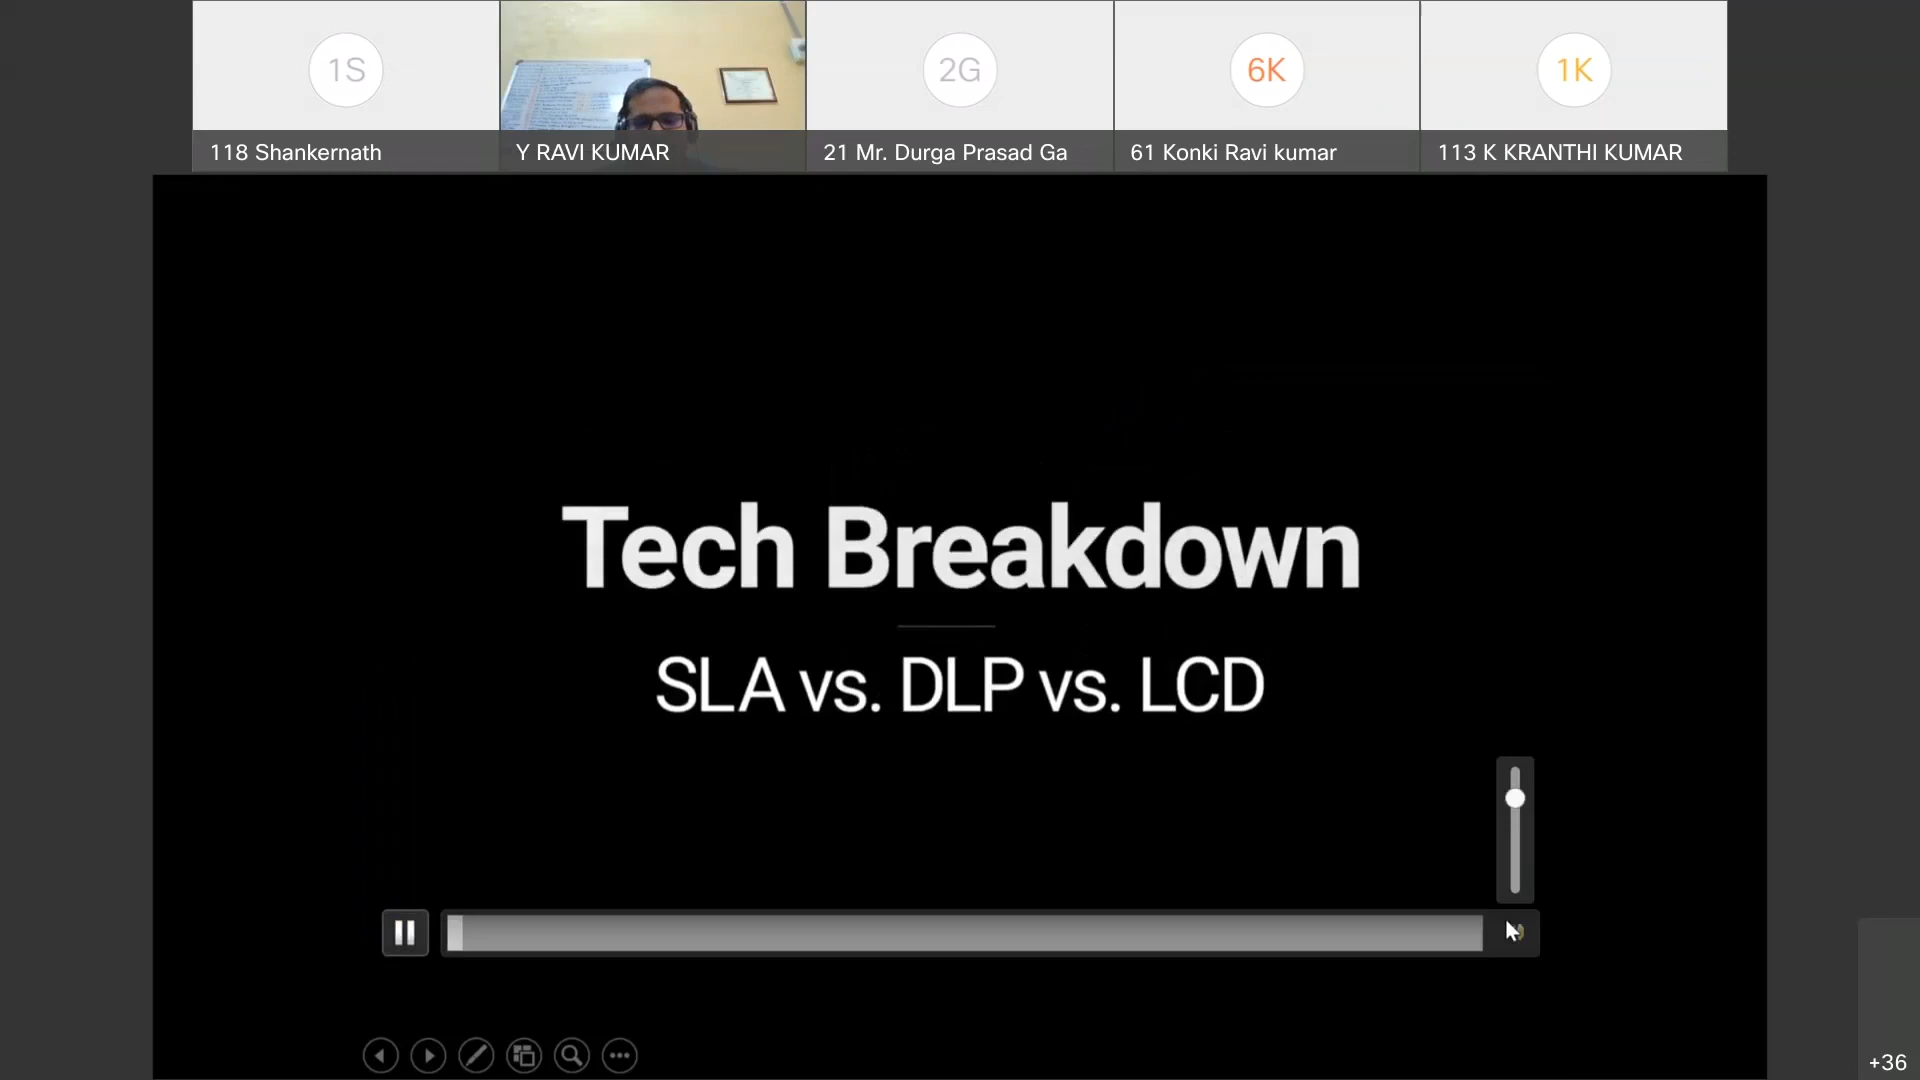 1S
2G
6K
1K
118 Shankernath
Y RAVI KUMAR
21 Mr. Durga Prasad Ga
61 Konki Ravi kumar
113 K KRANTHI KUMAR
Tech Breakdown
SLA vs. DLP vs. LCD
+36